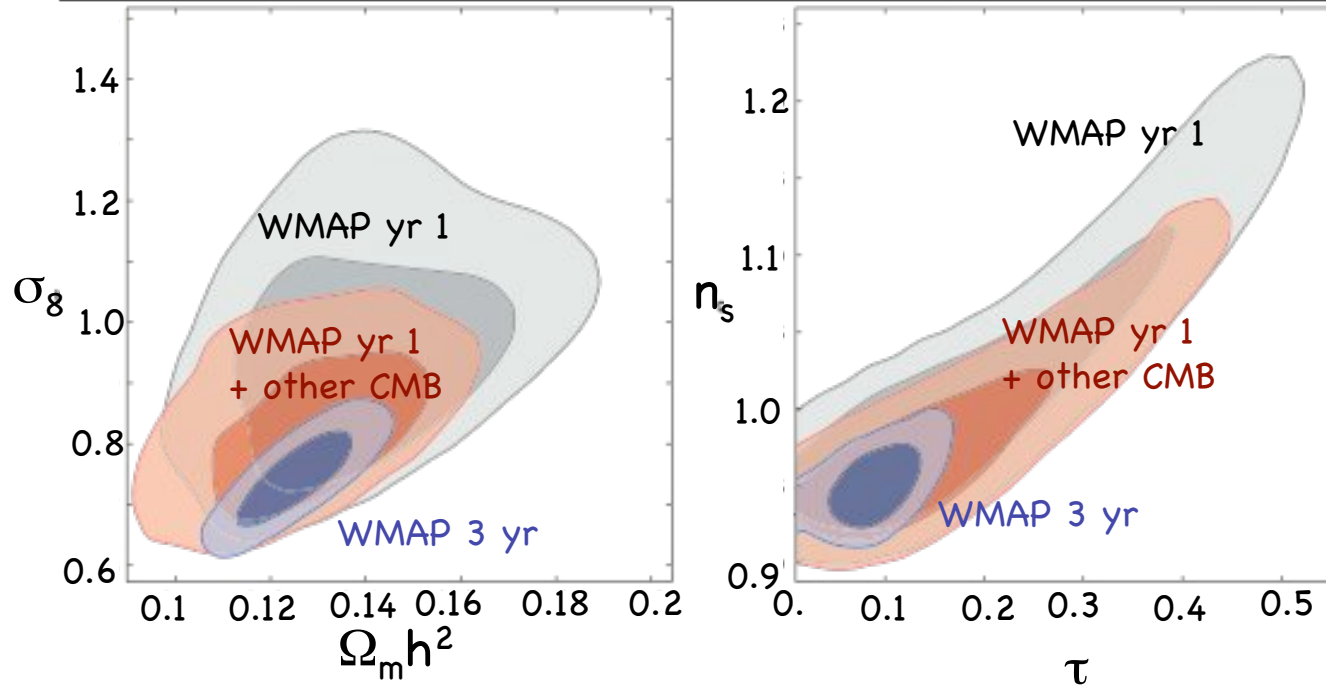 1.4
1.2
1.0
0.8
0.6
σ8
WMAP yr 1
WMAP yr 1
+ other CMB
WMAP 3 yr
0.1 0.12 0.14 0.16 0.18 0.2
Ωmh²
1.2
1.1
1.0
0.9
ns
WMAP yr 1
WMAP yr 1
+ other CMB
WMAP 3 yr
0. 0.1 0.2 0.3 0.4 0.5
τ